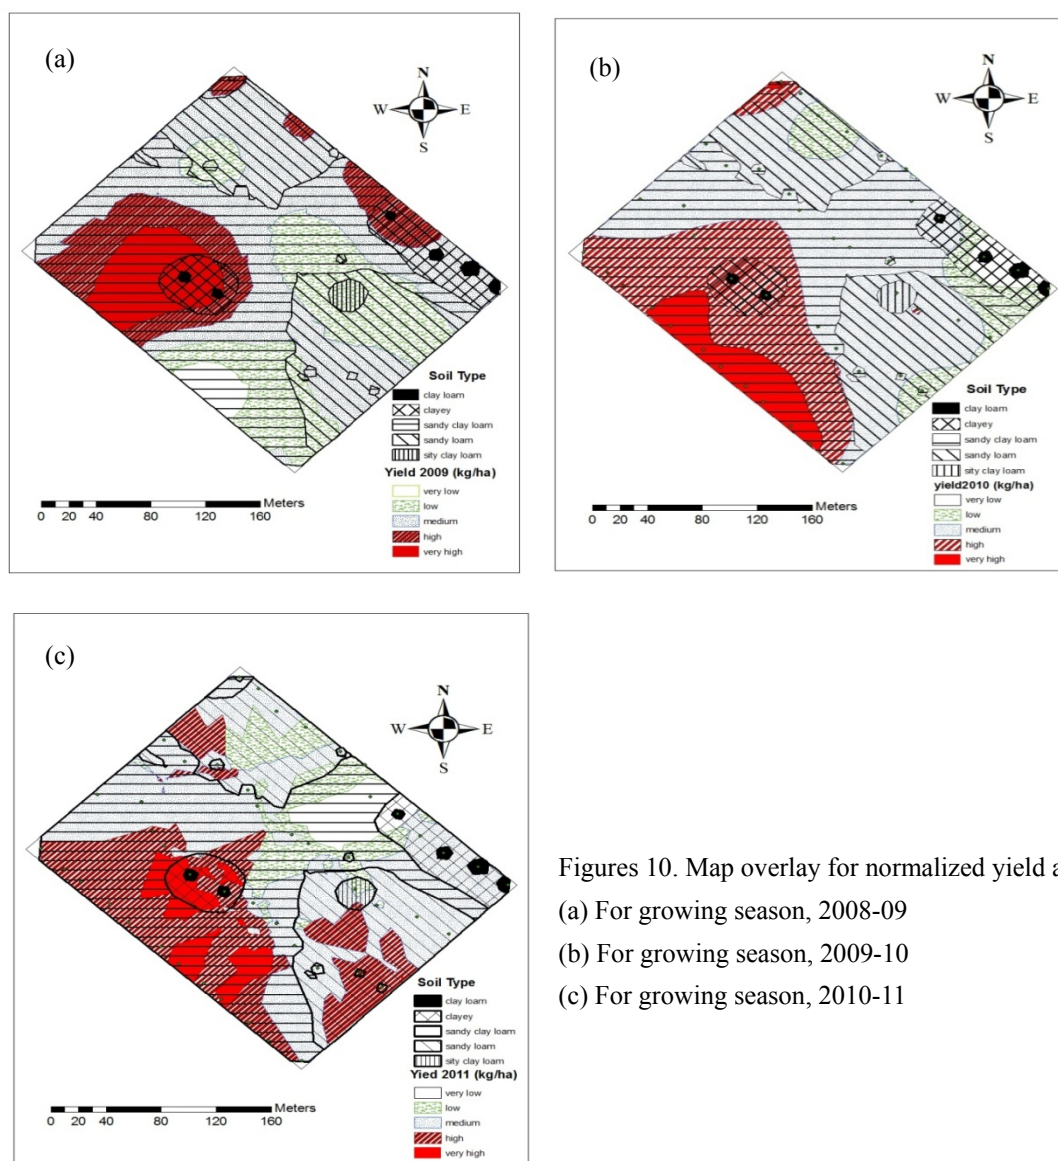 (a)
N
W E
S
Soil Type
clay loam
clayey
sandy clay loam
sandy loam
sity clay loam
Yield 2009 (kg/ha)
very low
low
medium
high
very high
Meters
0 20 40 80 120 160
(b)
N
W E
S
Soil Type
clay loam
clayey
sandy clay loam
sandy loam
sity clay loam
yield2010 (kg/ha)
very low
low
medium
high
very high
Meters
0 20 40 80 120 160
(c)
N
W E
S
Soil Type
clay loam
clayey
sandy clay loam
sandy loam
sity clay loam
Yied 2011 (kg/ha)
very low
low
medium
high
very high
Meters
0 20 40 80 120 160
Figures 10. Map overlay for normalized yield a
(a) For growing season, 2008-09
(b) For growing season, 2009-10
(c) For growing season, 2010-11